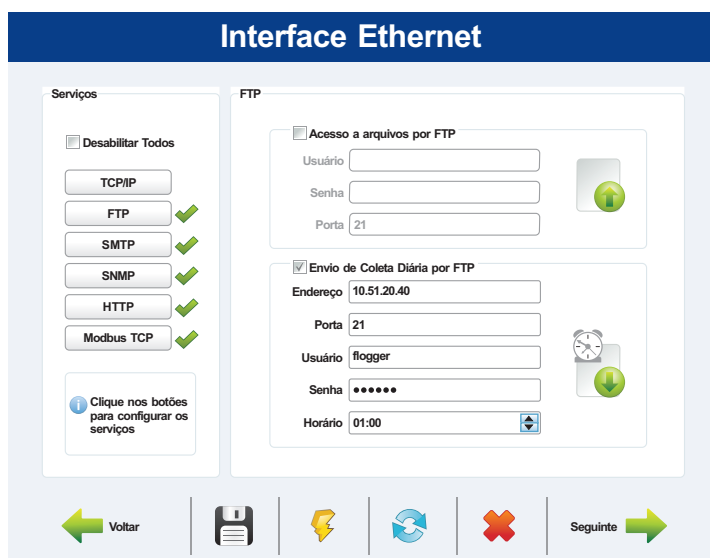 Interface Ethernet
Serviços
Desabilitar Todos
TCP/IP
FTP
SMTP
SNMP
HTTP
Modbus TCP
Clique nos botões
para configurar os
serviços
FTP
Acesso a arquivos por FTP
Usuário
Senha
Porta 21
Envio de Coleta Diária por FTP
Endereço 10.51.20.40
Porta 21
Usuário flogger
Senha ●●●●●●
Horário 01:00
Voltar
Seguinte